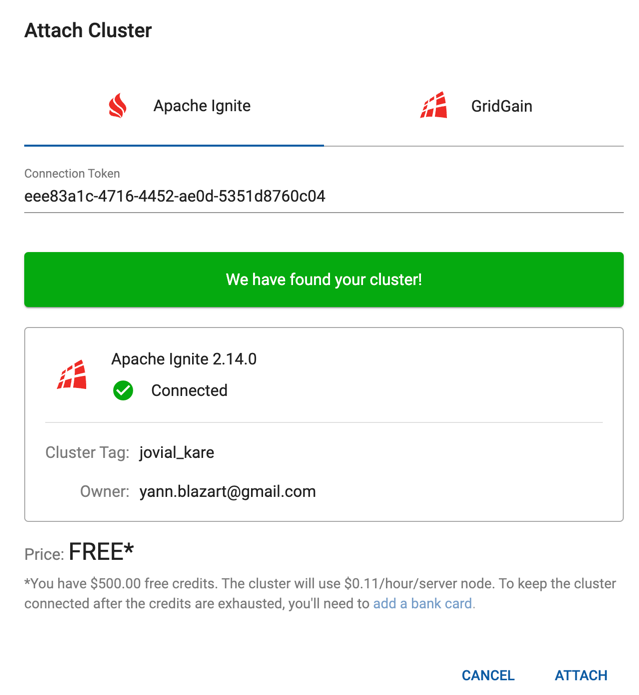 Attach Cluster
Apache Ignite
GridGain
Connection Token
eee83a1c-4716-4452-ae0d-5351d8760c04
We have found your cluster!
Apache Ignite 2.14.0
Connected
Cluster Tag: jovial_kare
Owner: yann.blazart@gmail.com
Price: FREE*
*You have $500.00 free credits. The cluster will use $0.11/hour/server node. To keep the cluster
connected after the credits are exhausted, you'll need to add a bank card.
CANCEL
ATTACH